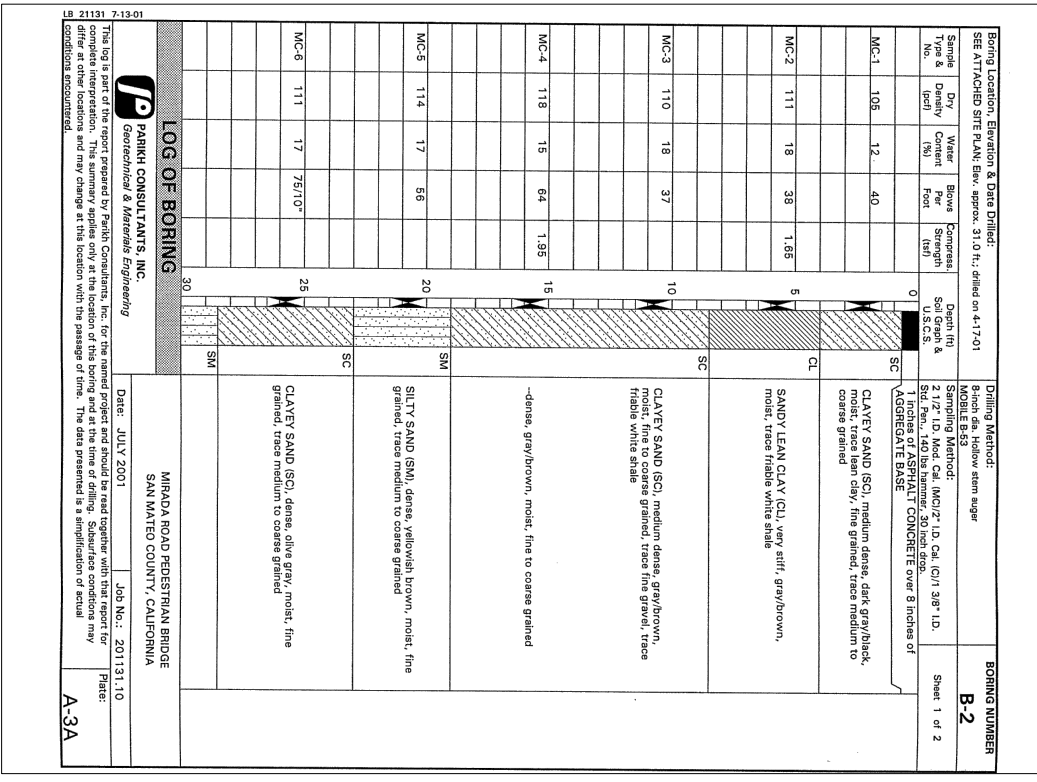 LB 21131 7-13-01
Boring Location, Elevation & Date Drilled:
SEE ATTACHED SITE PLAN; Elev. approx. 31.0 ft.; drilled on 4-17-01
Drilling Method:
8-inch dia. Hollow stem auger
MOBILE B-53
BORING NUMBER
B-2
Sample
Type &
No.
Dry
Density
(pcf)
Water
Content
(%)
Blows
Per
Foot
Compress.
Strength
(tsf)
Depth (ft)
Soil Graph &
U.S.C.S.
Sampling Method:
2 1/2" I.D. Mod. Cal. (MC)/2" I.D. Cal. (C)/1 3/8" I.D.
Std. Pen., 140 lbs hammer, 30 inch drop.
Sheet 1 of 2
0
1 inches of ASPHALT CONCRETE over 8 inches of
AGGREGATE BASE
MC-1 105 12 40
SC
CLAYEY SAND (SC), medium dense, dark gray/black,
moist, trace lean clay, fine grained, trace medium to
coarse grained
5
MC-2 111 18 38 1.65
CL
SANDY LEAN CLAY (CL), very stiff, gray/brown,
moist, trace friable white shale
10
MC-3 110 18 37
SC
CLAYEY SAND (SC), medium dense, gray/brown,
moist, fine to coarse grained, trace fine gravel, trace
friable white shale
15
MC-4 118 15 64 1.95
--dense, gray/brown, moist, fine to coarse grained
20
MC-5 114 17 56
SM
SILTY SAND (SM), dense, yellowish brown, moist, fine
grained, trace medium to coarse grained
25
MC-6 111 17 75/10"
SC
CLAYEY SAND (SC), dense, olive gray, moist, fine
grained, trace medium to coarse grained
SM
30
LOG OF BORING
PARIKH CONSULTANTS, INC.
Geotechnical & Materials Engineering
MIRADA ROAD PEDESTRIAN BRIDGE
SAN MATEO COUNTY, CALIFORNIA
Date: JULY 2001
Job No.: 201131.10
Plate:
A-3A
This log is part of the report prepared by Parikh Consultants, Inc. for the named project and should be read together with that report for
complete interpretation. This summary applies only at the location of this boring and at the time of drilling. Subsurface conditions may
differ at other locations and may change at this location with the passage of time. The data presented is a simplification of actual
conditions encountered.